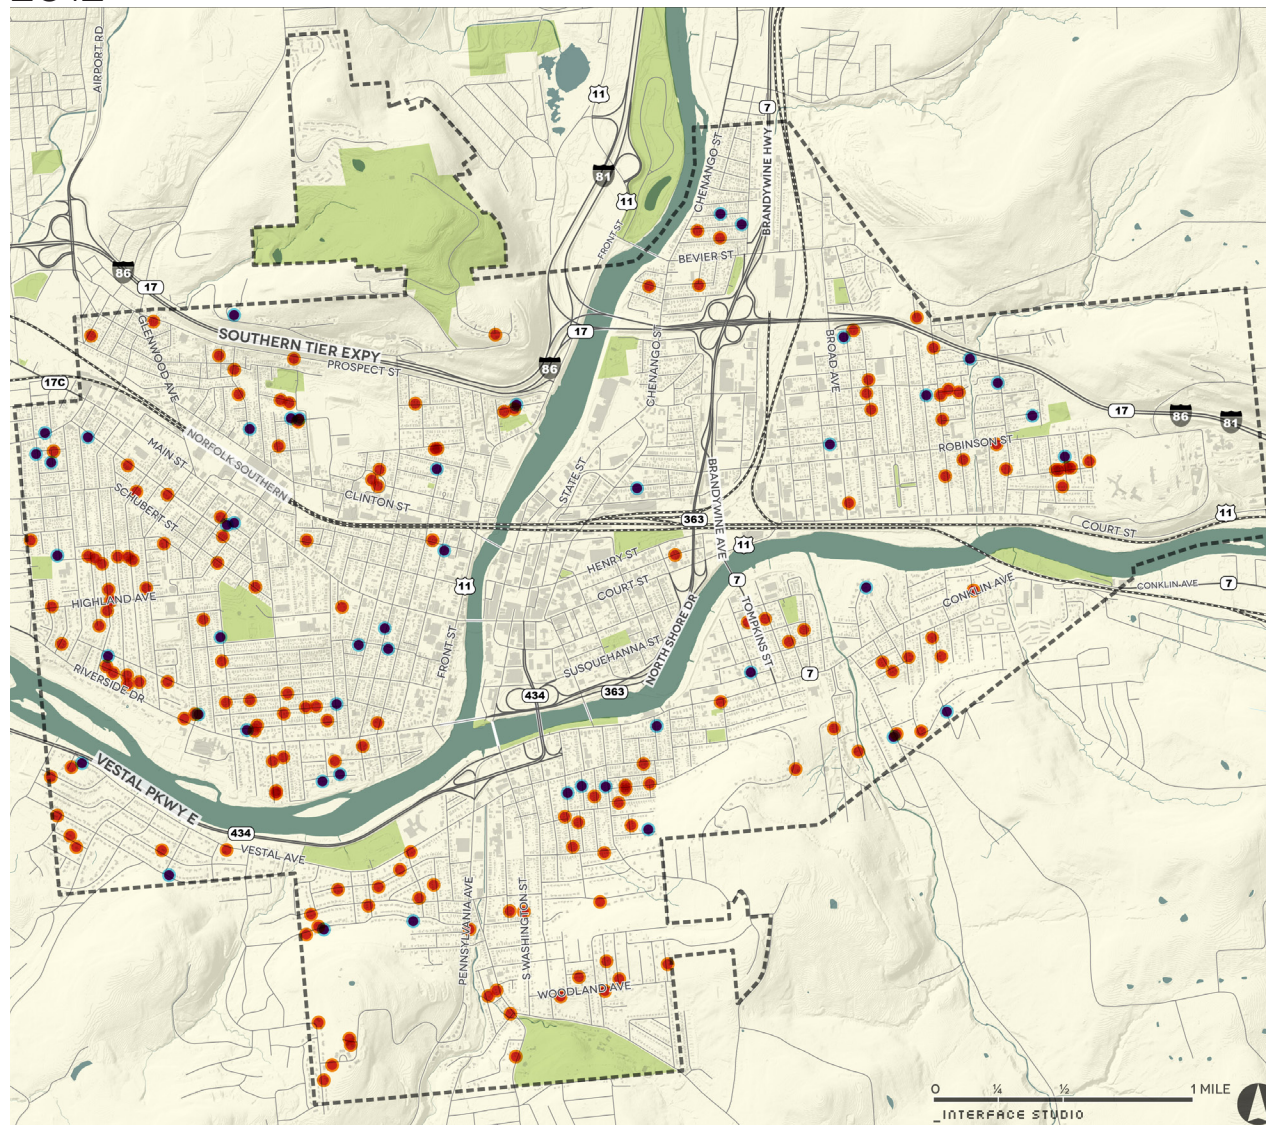 AIRPORT RD
11
7
81
11
CHENANGO ST
BRANDYWINE HWY
FRONT ST
BEVIER ST
86
17
GLENWOOD AVE
SOUTHERN TIER EXPY
PROSPECT ST
17
86
CHENANGO ST
BROAD AVE
17C
17
86
81
NORFOLK SOUTHERN
MAIN ST
SCHUBERT ST
CLINTON ST
STATE ST
BRANDYWINE AVE
ROBINSON ST
363
11
COURT ST
11
HENRY ST
COURT ST
7
7
CONKLIN AVE
CONKLIN AVE
11
HIGHLAND AVE
FRONT ST
TOMPKINS ST
SUSQUEHANNA ST
NORTH SHORE DR
7
RIVERSIDE DR
434
363
VESTAL PKWY E
434
VESTAL AVE
PENNSYLVANIA AVE
S WASHINGTON ST
WOODLAND AVE
0 ¼ ½ 1 MILE
_INTERFACE STUDIO